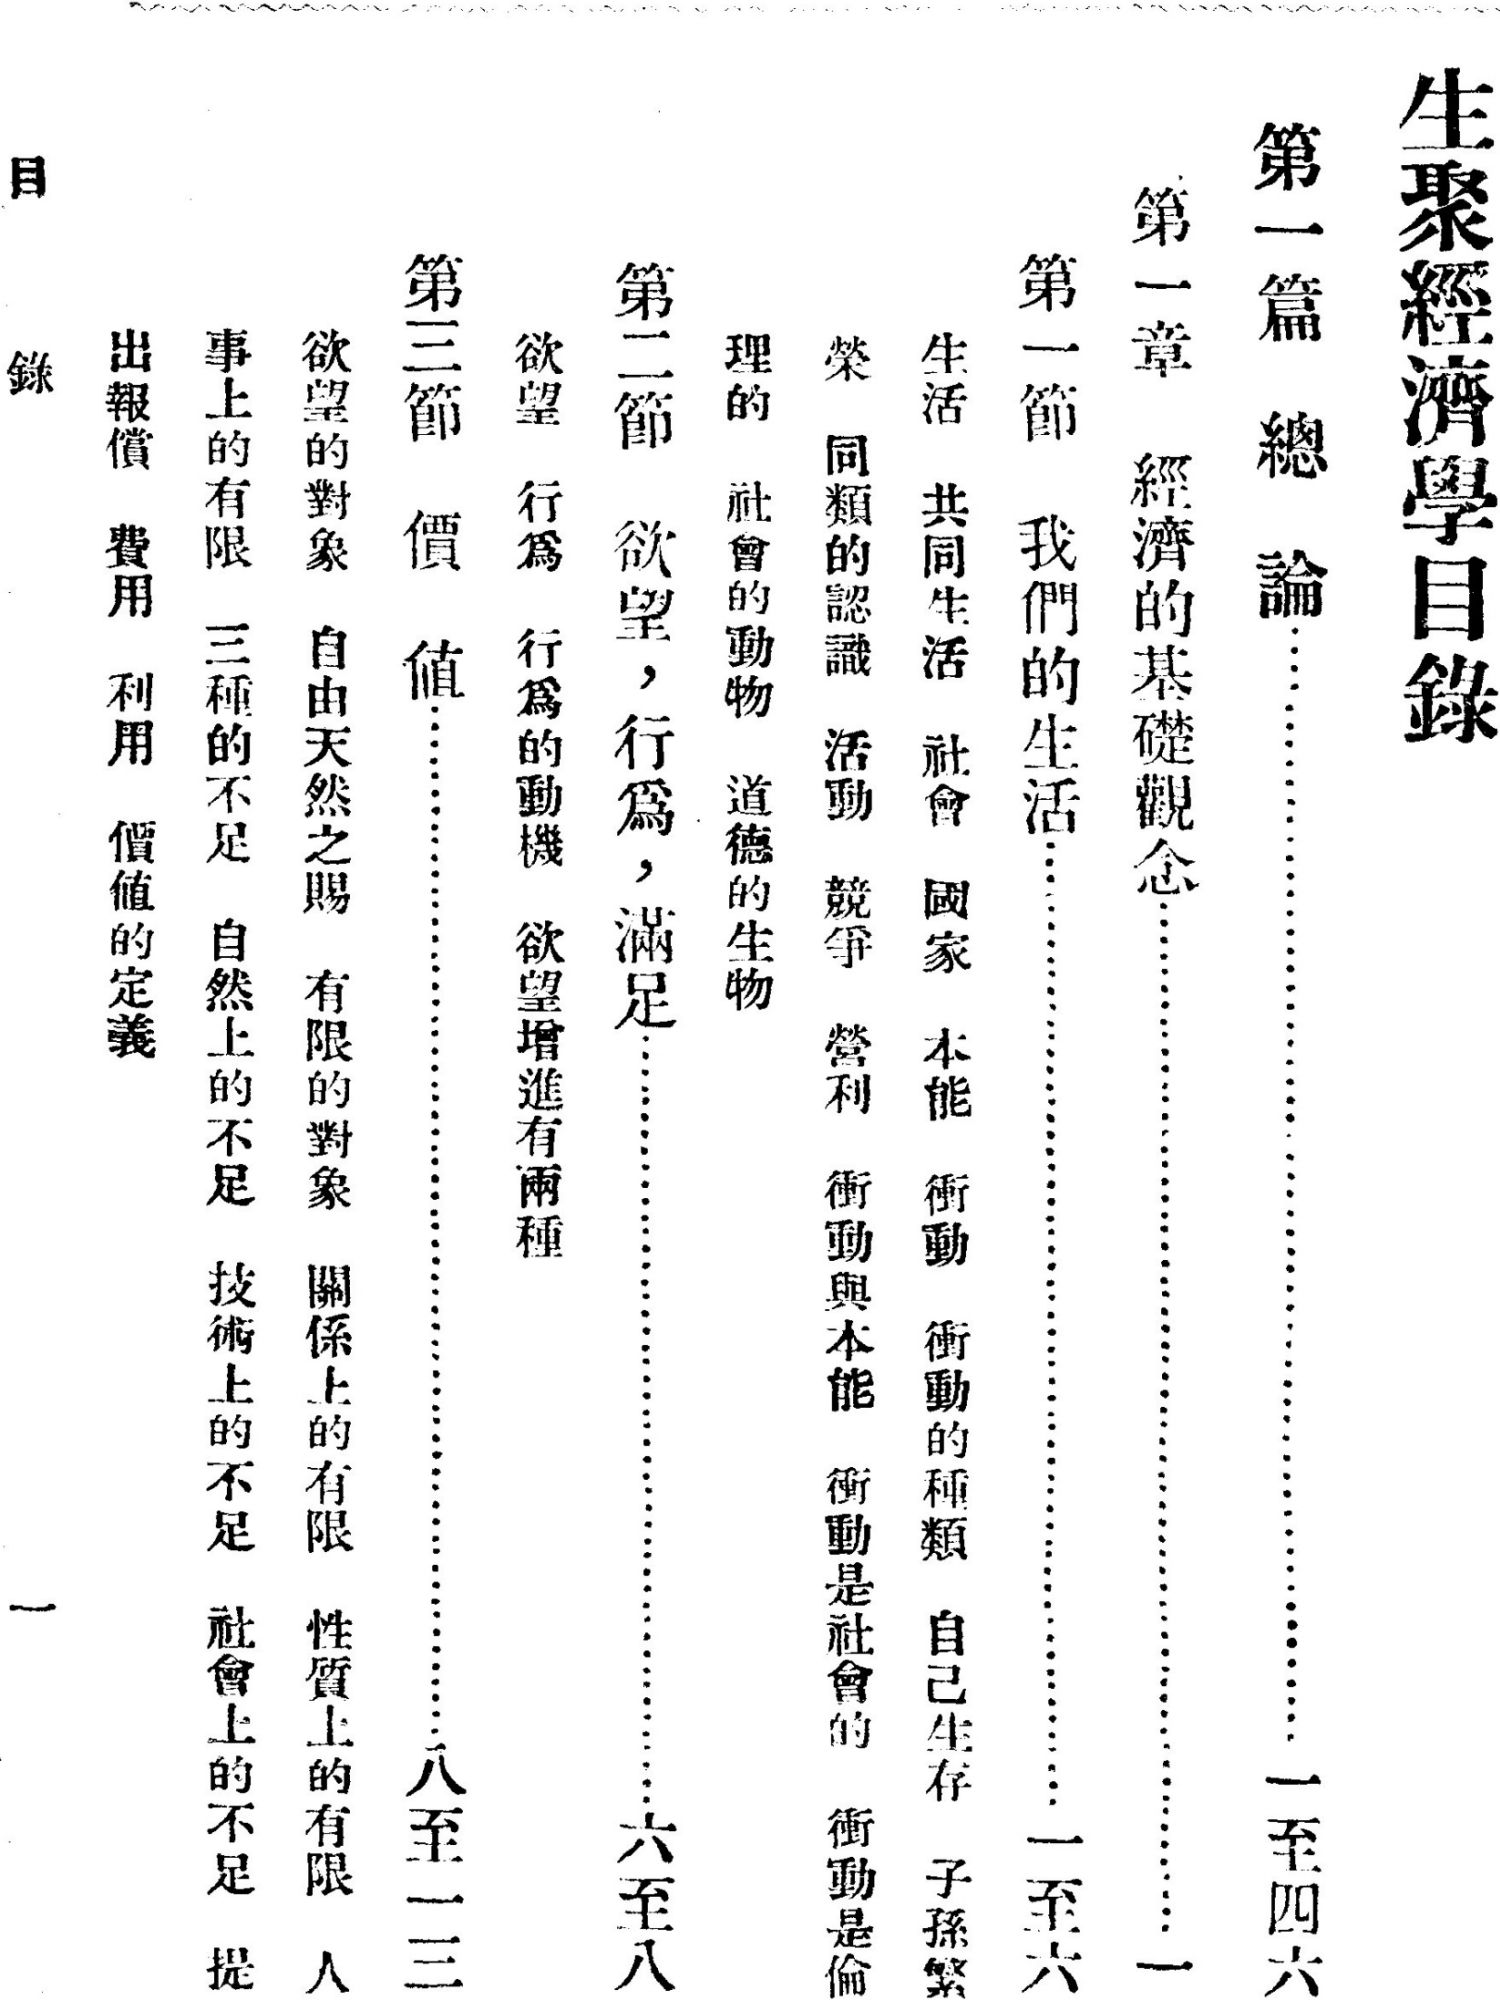 生聚經濟學目錄
第一篇　總　論……一至四六
第一章　經濟的基礎觀念……一
第一節　我們的生活……一至六
生活　共同生活　社會　國家　本能　衝動　衝動的種類　自己生存　子孫繁
榮　同類的認識　活動　競爭　營利　衝動與本能　衝動是社會的　衝動是倫
理的　社會的動物　道德的生物
第二節　欲望，行爲，滿足……六至八
欲望　行爲　行爲的動機　欲望增進有兩種
第三節　價　値……八至一三
欲望的對象　自由天然之賜　有限的對象　關係上的有限　性質上的有限　人
事上的有限　三種的不足　自然上的不足　技術上的不足　社會上的不足　提
出報償　費用　利用　價値的定義
目　錄　一